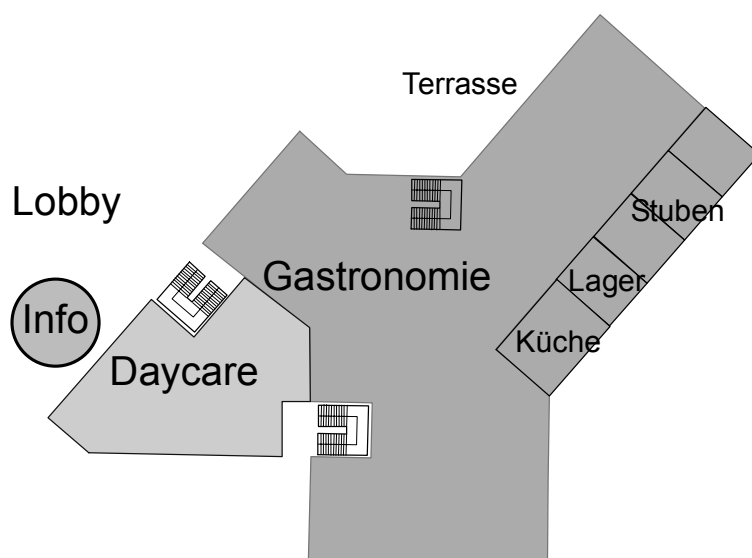 Terrasse
Lobby
Stuben
Gastronomie
Lager
Info
Küche
Daycare